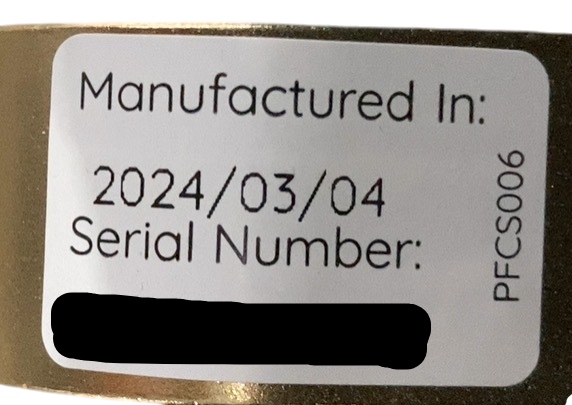 Manufactured In:
2024/03/04
Serial Number:
PFCS006